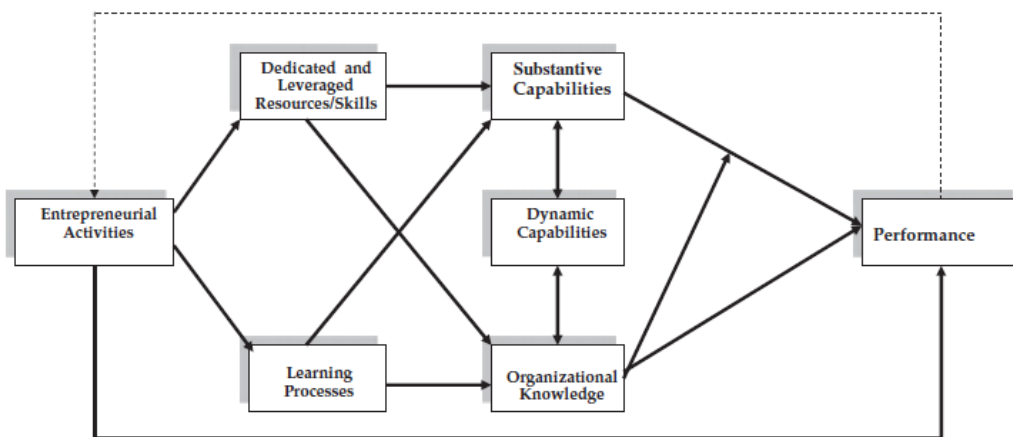 Dedicated and
Leveraged
Resources/Skills
Substantive
Capabilities
Entrepreneurial
Activities
Dynamic
Capabilities
Performance
Learning
Processes
Organizational
Knowledge